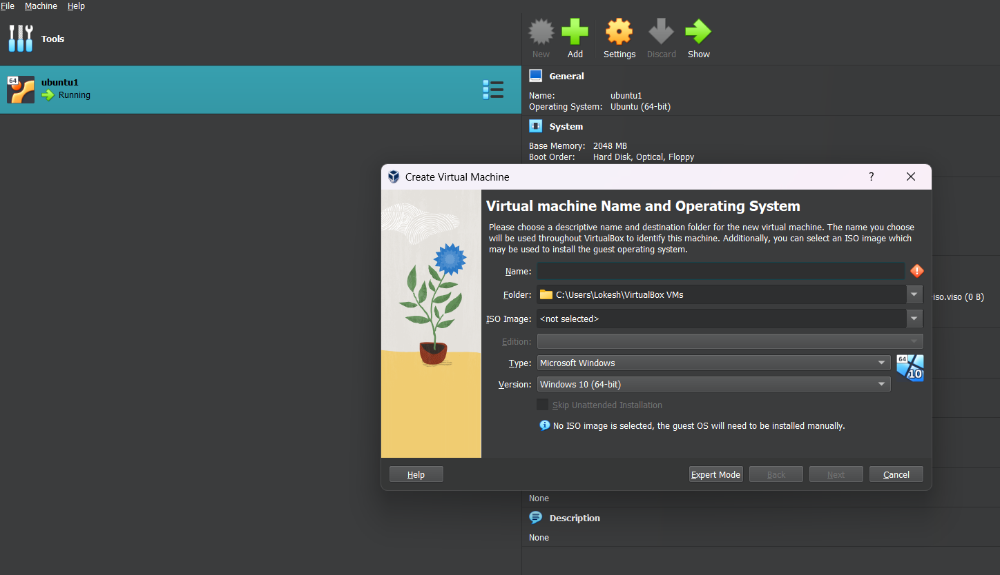 File Machine Help
Tools
New Add Settings Discard Show
64
ubuntu1
Running
General
Name: ubuntu1
Operating System: Ubuntu (64-bit)
System
Base Memory: 2048 MB
Boot Order: Hard Disk, Optical, Floppy
Create Virtual Machine ?
Virtual machine Name and Operating System
Please choose a descriptive name and destination folder for the new virtual machine. The name you choose
will be used throughout VirtualBox to identify this machine. Additionally, you can select an ISO image which
may be used to install the guest operating system.
Name:
Folder: C:\Users\Lokesh\VirtualBox VMs
-iso.viso (0 B)
ISO Image: <not selected>
Edition:
Type: Microsoft Windows
64
10
Version: Windows 10 (64-bit)
Skip Unattended Installation
No ISO image is selected, the guest OS will need to be installed manually.
Help Expert Mode Back Next Cancel
None
Description
None